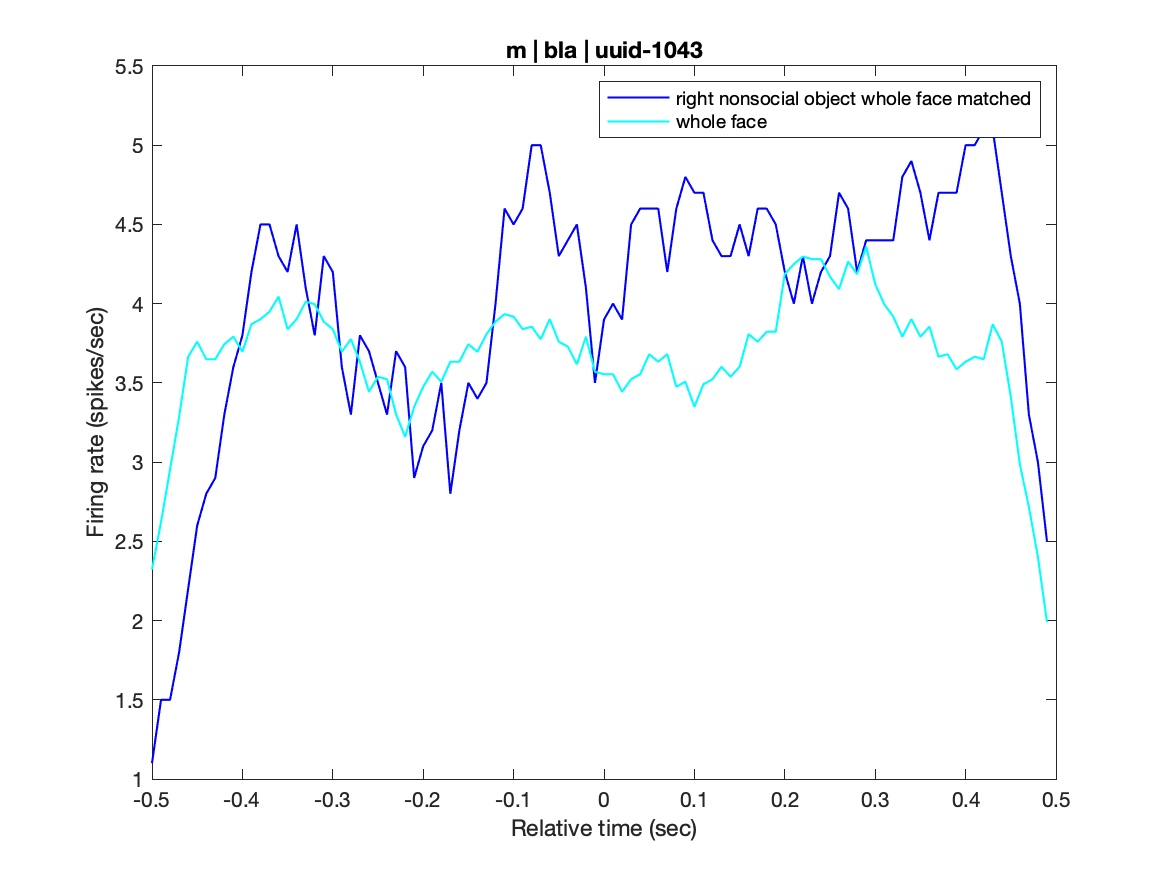 m | bla | uuid-1043
right nonsocial object whole face matched
whole face
5.5
5
4.5
4
3.5
3
2.5
2
1.5
1
Firing rate (spikes/sec)
-0.5 -0.4 -0.3 -0.2 -0.1 0 0.1 0.2 0.3 0.4 0.5
Relative time (sec)